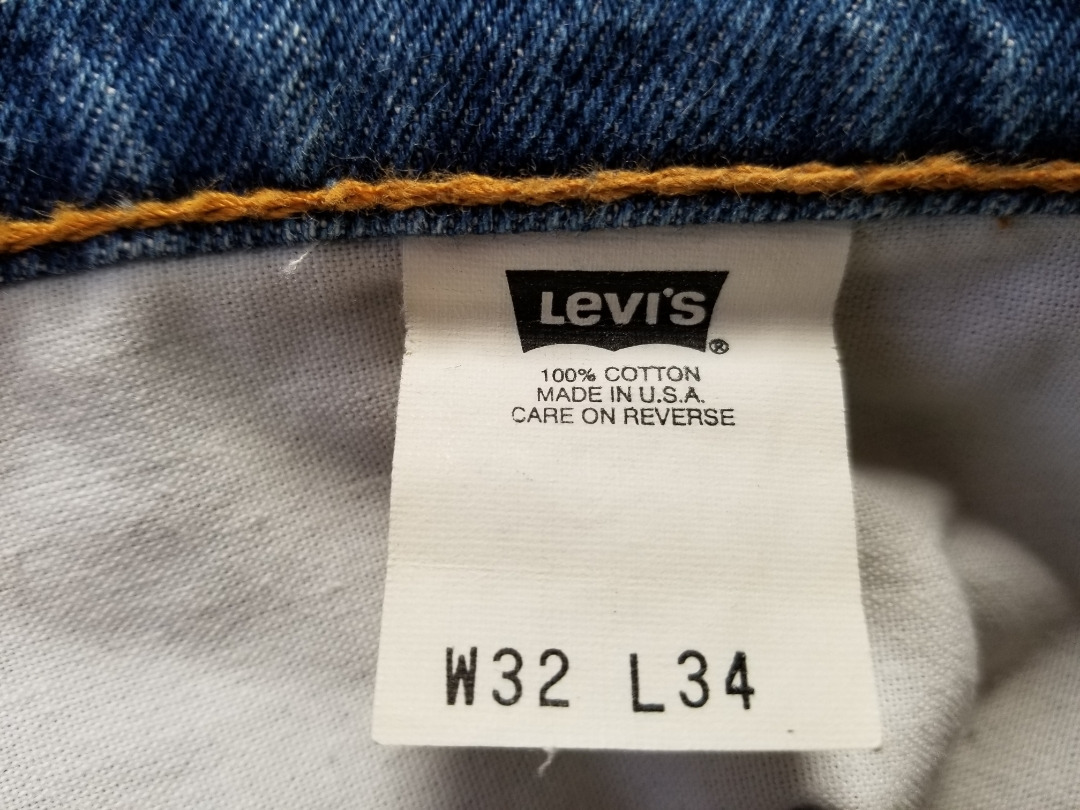 Levi's®
100% COTTON
MADE IN U.S.A.
CARE ON REVERSE
W32 L34